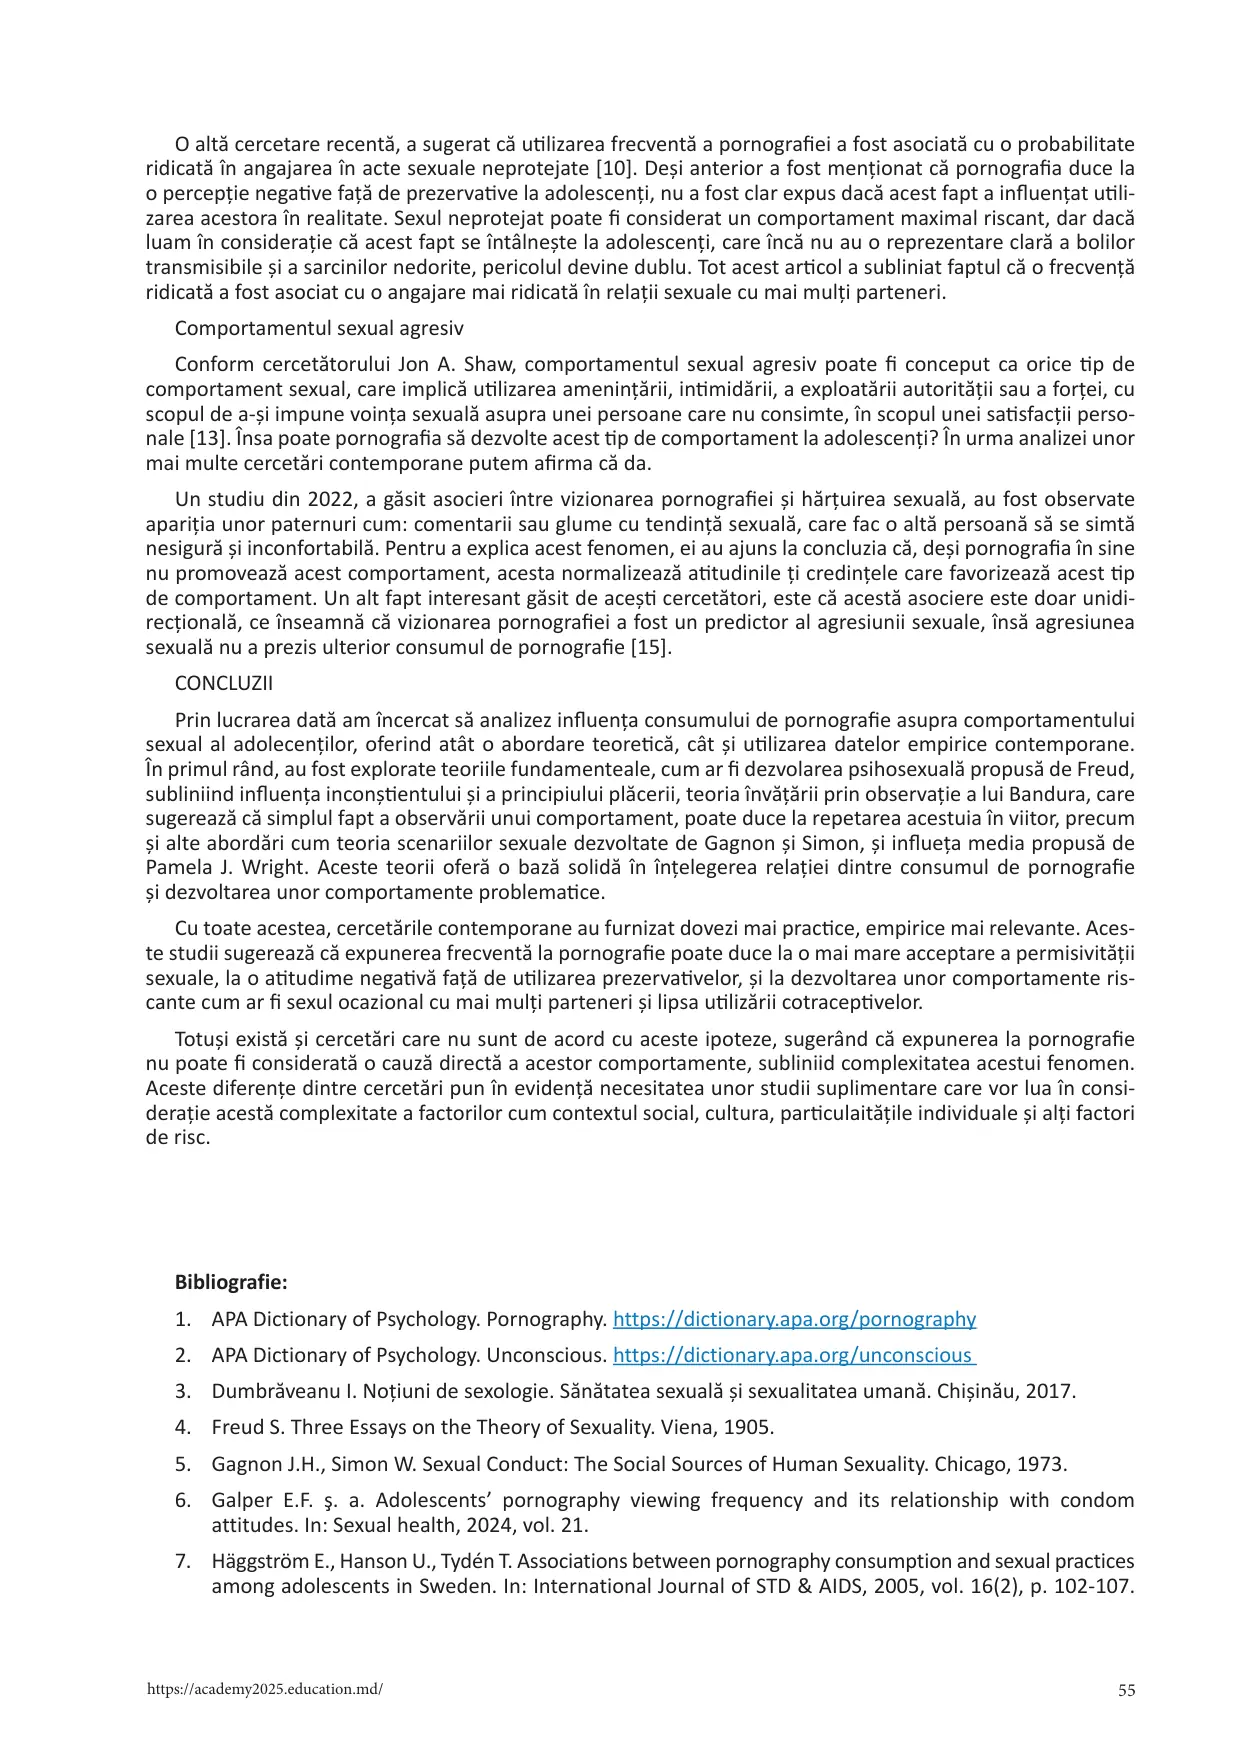 O altă cercetare recentă, a sugerat că utilizarea frecventă a pornografiei a fost asociată cu o probabilitate
ridicată în angajarea în acte sexuale neprotejate [10]. Deși anterior a fost menționat că pornografia duce la
o percepție negative față de prezervative la adolescenți, nu a fost clar expus dacă acest fapt a influențat utili-
zarea acestora în realitate. Sexul neprotejat poate fi considerat un comportament maximal riscant, dar dacă
luam în considerație că acest fapt se întâlnește la adolescenți, care încă nu au o reprezentare clară a bolilor
transmisibile și a sarcinilor nedorite, pericolul devine dublu. Tot acest articol a subliniat faptul că o frecvență
ridicată a fost asociat cu o angajare mai ridicată în relații sexuale cu mai mulți parteneri.
Comportamentul sexual agresiv
Conform cercetătorului Jon A. Shaw, comportamentul sexual agresiv poate fi conceput ca orice tip de
comportament sexual, care implică utilizarea amenințării, intimidării, a exploatării autorității sau a forței, cu
scopul de a-și impune voința sexuală asupra unei persoane care nu consimte, în scopul unei satisfacții perso-
nale [13]. Însa poate pornografia să dezvolte acest tip de comportament la adolescenți? În urma analizei unor
mai multe cercetări contemporane putem afirma că da.
Un studiu din 2022, a găsit asocieri între vizionarea pornografiei și hărțuirea sexuală, au fost observate
apariția unor paternuri cum: comentarii sau glume cu tendință sexuală, care fac o altă persoană să se simtă
nesigură și inconfortabilă. Pentru a explica acest fenomen, ei au ajuns la concluzia că, deși pornografia în sine
nu promovează acest comportament, acesta normalizează atitudinile ți credințele care favorizează acest tip
de comportament. Un alt fapt interesant găsit de acești cercetători, este că acestă asociere este doar unidi-
recțională, ce înseamnă că vizionarea pornografiei a fost un predictor al agresiunii sexuale, însă agresiunea
sexuală nu a prezis ulterior consumul de pornografie [15].
CONCLUZII
Prin lucrarea dată am încercat să analizez influența consumului de pornografie asupra comportamentului
sexual al adolecenților, oferind atât o abordare teoretică, cât și utilizarea datelor empirice contemporane.
În primul rând, au fost explorate teoriile fundamenteale, cum ar fi dezvolarea psihosexuală propusă de Freud,
subliniind influența inconștientului și a principiului plăcerii, teoria învățării prin observație a lui Bandura, care
sugerează că simplul fapt a observării unui comportament, poate duce la repetarea acestuia în viitor, precum
și alte abordări cum teoria scenariilor sexuale dezvoltate de Gagnon și Simon, și influeța media propusă de
Pamela J. Wright. Aceste teorii oferă o bază solidă în înțelegerea relației dintre consumul de pornografie
și dezvoltarea unor comportamente problematice.
Cu toate acestea, cercetările contemporane au furnizat dovezi mai practice, empirice mai relevante. Aces-
te studii sugerează că expunerea frecventă la pornografie poate duce la o mai mare acceptare a permisivității
sexuale, la o atitudime negativă față de utilizarea prezervativelor, și la dezvoltarea unor comportamente ris-
cante cum ar fi sexul ocazional cu mai mulți parteneri și lipsa utilizării cotraceptivelor.
Totuși există și cercetări care nu sunt de acord cu aceste ipoteze, sugerând că expunerea la pornografie
nu poate fi considerată o cauză directă a acestor comportamente, subliniid complexitatea acestui fenomen.
Aceste diferențe dintre cercetări pun în evidență necesitatea unor studii suplimentare care vor lua în consi-
derație acestă complexitate a factorilor cum contextul social, cultura, particulaitățile individuale și alți factori
de risc.
Bibliografie:
1. APA Dictionary of Psychology. Pornography. https://dictionary.apa.org/pornography
2. APA Dictionary of Psychology. Unconscious. https://dictionary.apa.org/unconscious
3. Dumbrăveanu I. Noțiuni de sexologie. Sănătatea sexuală și sexualitatea umană. Chișinău, 2017.
4. Freud S. Three Essays on the Theory of Sexuality. Viena, 1905.
5. Gagnon J.H., Simon W. Sexual Conduct: The Social Sources of Human Sexuality. Chicago, 1973.
6. Galper E.F. ş. a. Adolescents’ pornography viewing frequency and its relationship with condom
attitudes. In: Sexual health, 2024, vol. 21.
7. Häggström E., Hanson U., Tydén T. Associations between pornography consumption and sexual practices
among adolescents in Sweden. In: International Journal of STD & AIDS, 2005, vol. 16(2), p. 102-107.
https://academy2025.education.md/
55